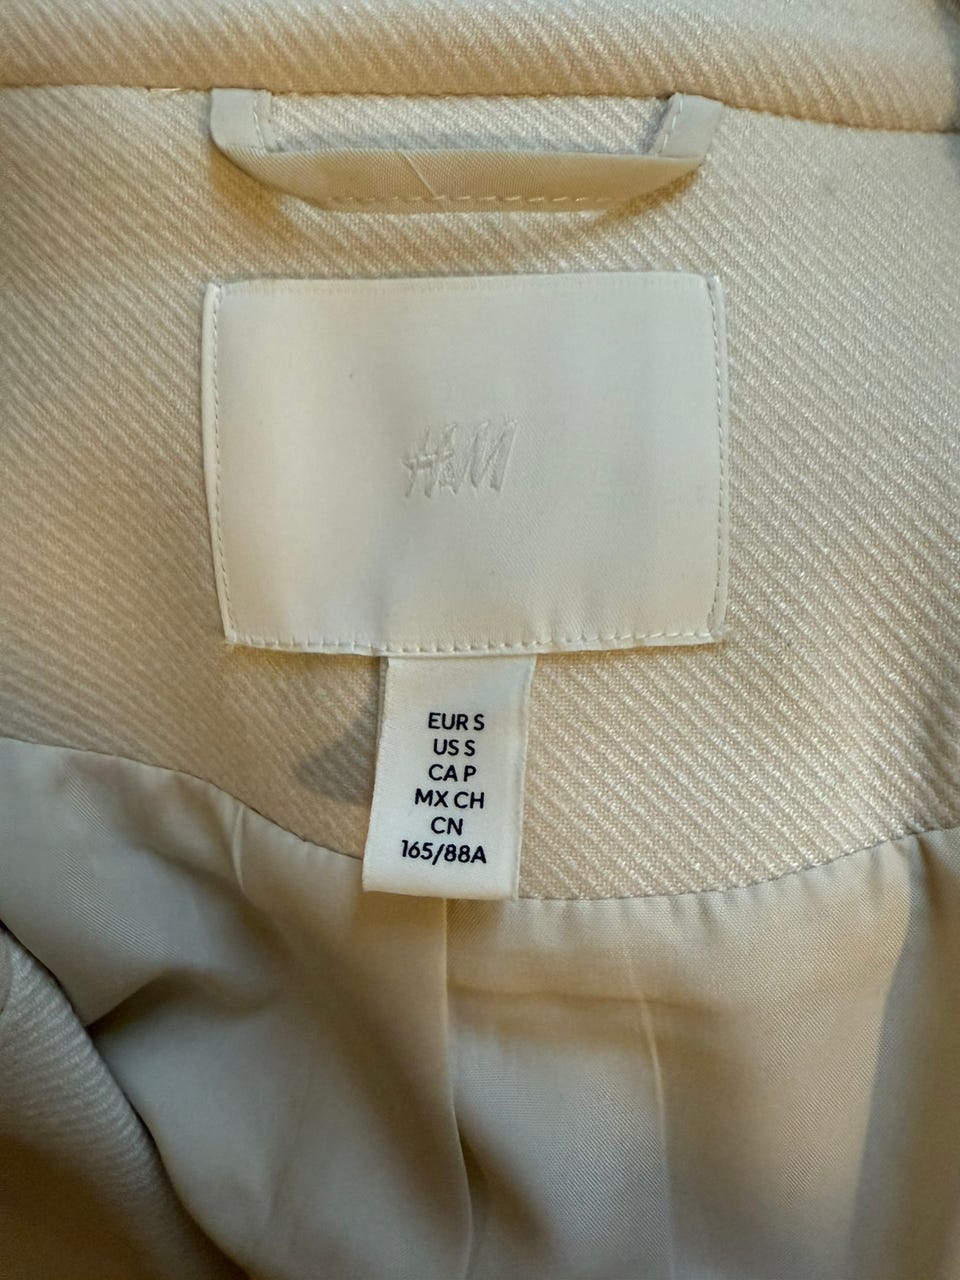 H&M
EUR S
US S
CA P
MX CH
CN
165/88A